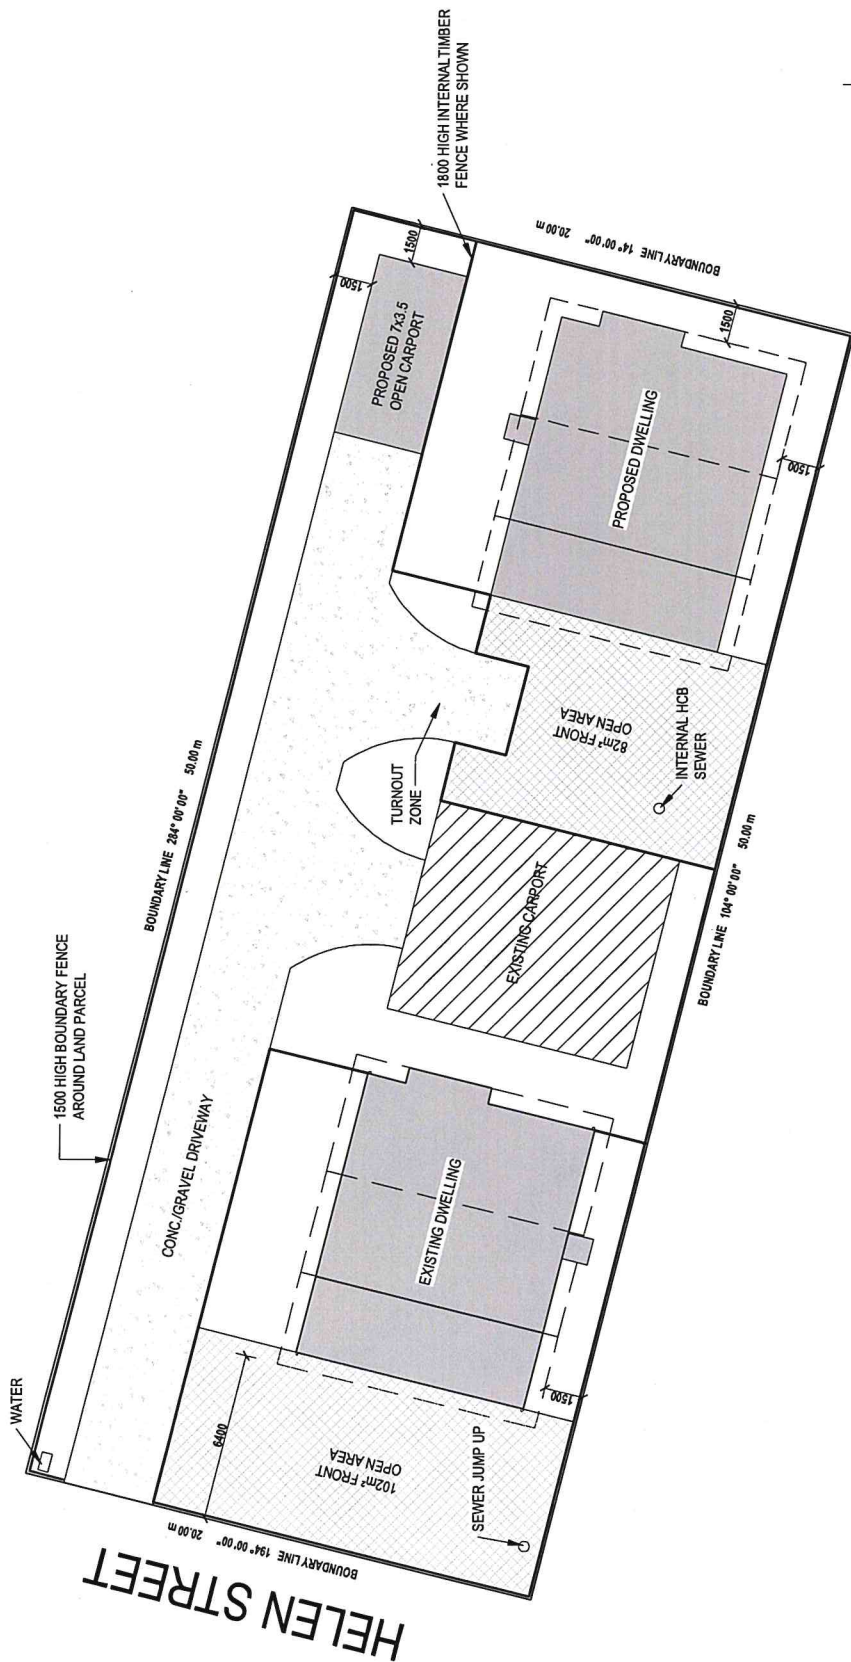 1800 HIGH INTERNAL TIMBER
FENCE WHERE SHOWN
1500
1500
PROPOSED 7x3.5
OPEN CARPORT
BOUNDARY LINE 14° 00'00" 20.00 m
1500
PROPOSED DWELLING
1500
BOUNDARY LINE 284° 00'00" 50.00 m
82m² FRONT
OPEN AREA
INTERNAL HCB
SEWER
TURNOUT
ZONE
EXISTING CARPORT
BOUNDARY LINE 104° 00'00" 50.00 m
1500 HIGH BOUNDARY FENCE
AROUND LAND PARCEL
CONC./GRAVEL DRIVEWAY
EXISTING DWELLING
1500
WATER
6400
102m² FRONT
OPEN AREA
SEWER JUMP UP
BOUNDARY LINE 194° 00'00" 20.00 m
HELEN STREET